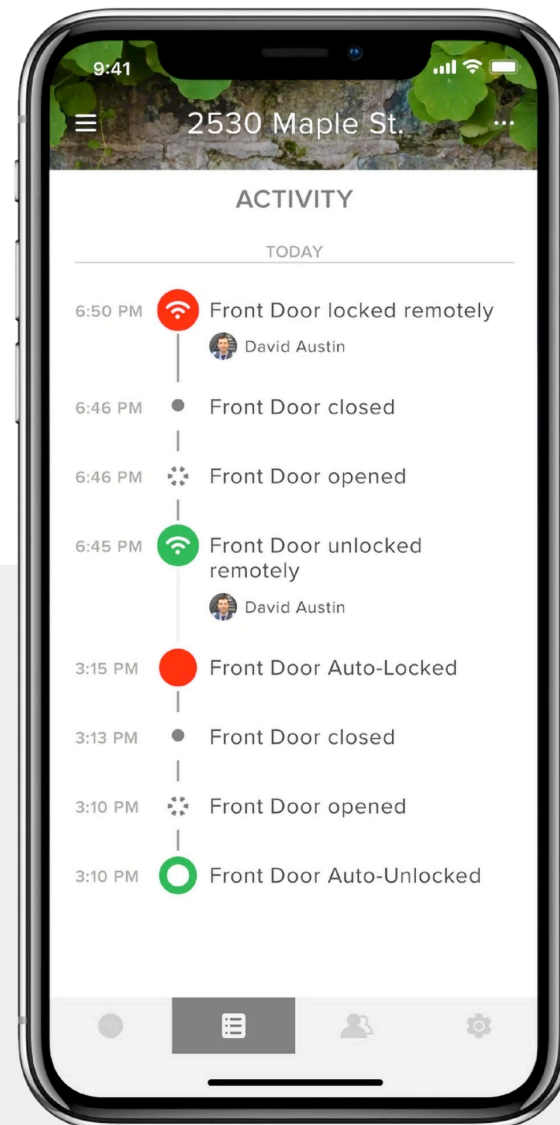 9:41
2530 Maple St.
ACTIVITY
TODAY
6:50 PM Front Door locked remotely
David Austin
6:46 PM Front Door closed
6:46 PM Front Door opened
6:45 PM Front Door unlocked
remotely
David Austin
3:15 PM Front Door Auto-Locked
3:13 PM Front Door closed
3:10 PM Front Door opened
3:10 PM Front Door Auto-Unlocked